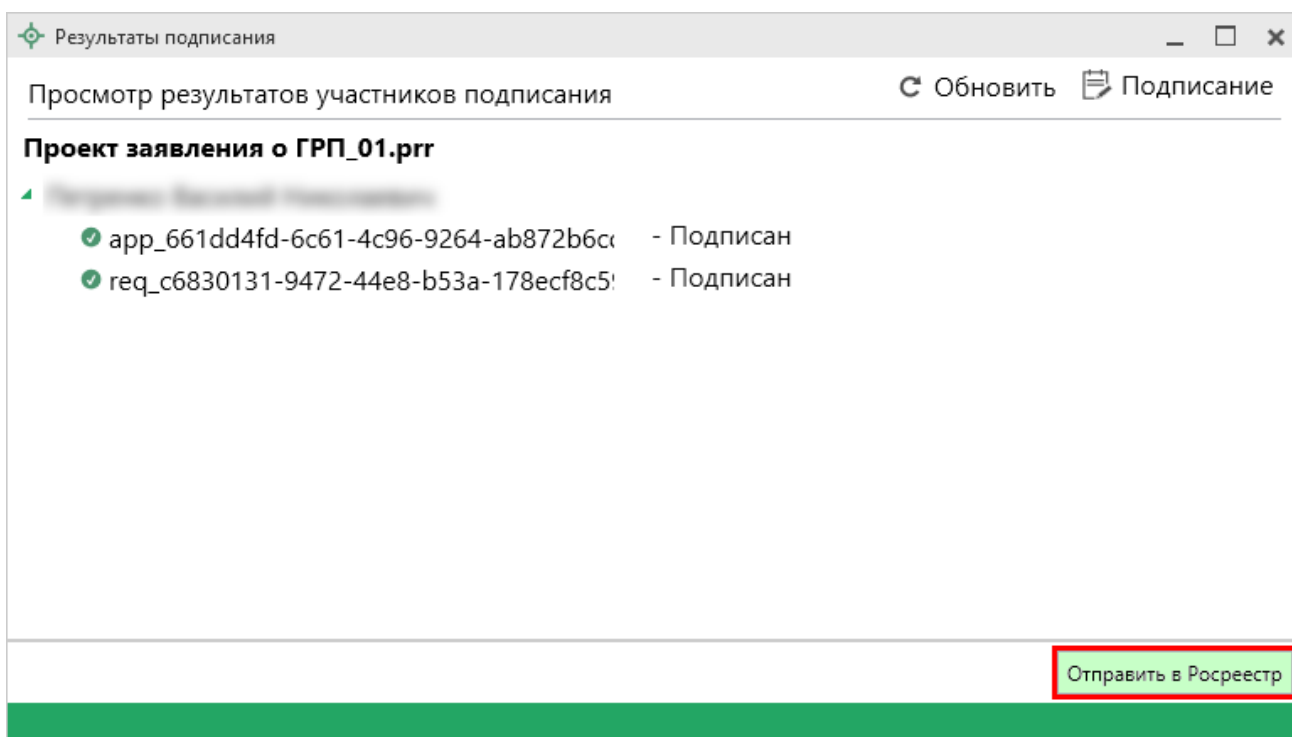 Результаты подписания
Просмотр результатов участников подписания
Обновить
Подписание
Проект заявления о ГРП_01.prr
app_661dd4fd-6c61-4c96-9264-ab872b6c - Подписан
req_c6830131-9472-44e8-b53a-178ecf8c5 - Подписан
Отправить в Росреестр